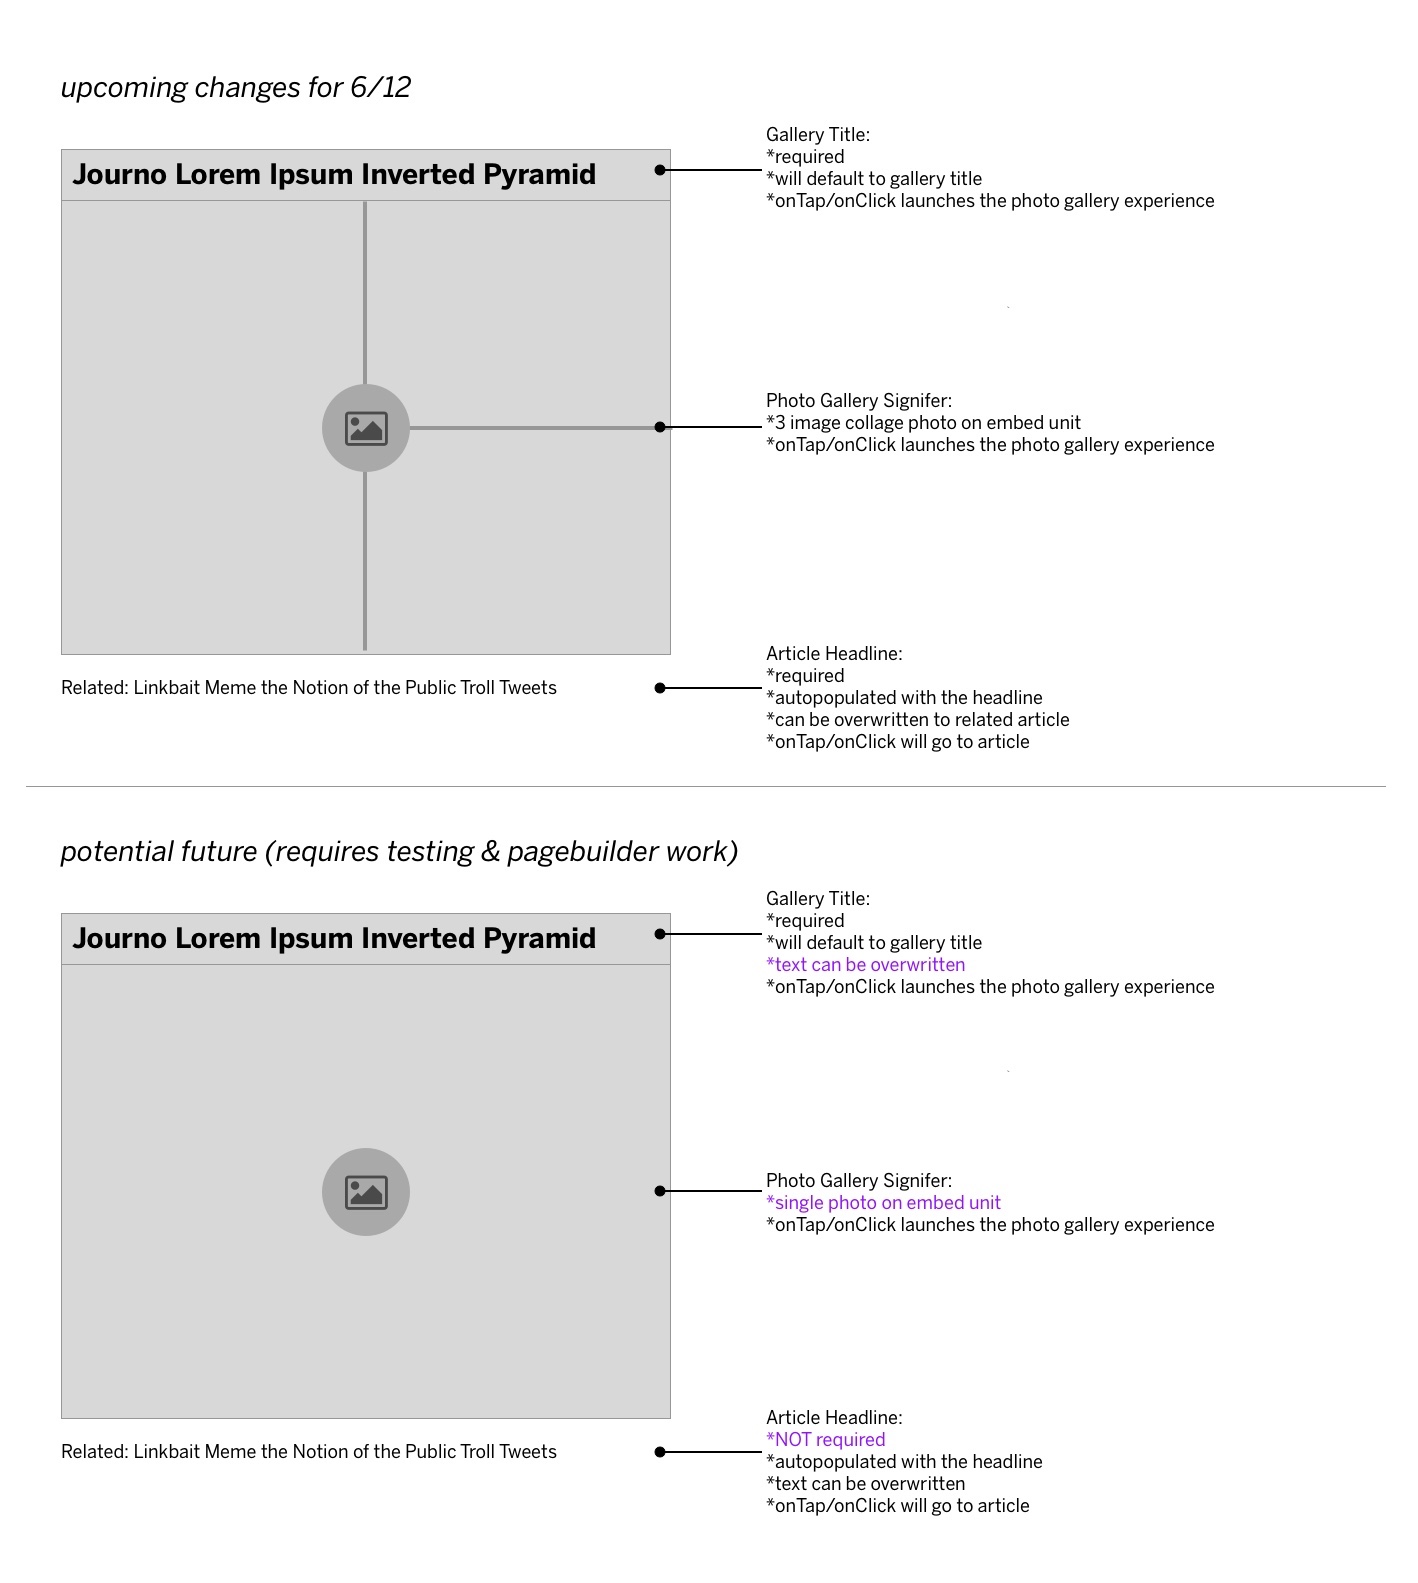 upcoming changes for 6/12
Journo Lorem Ipsum Inverted Pyramid
Gallery Title:
*required
*will default to gallery title
*onTap/onClick launches the photo gallery experience
Photo Gallery Signifer:
*3 image collage photo on embed unit
*onTap/onClick launches the photo gallery experience
Related: Linkbait Meme the Notion of the Public Troll Tweets
Article Headline:
*required
*autopopulated with the headline
*can be overwritten to related article
*onTap/onClick will go to article
potential future (requires testing & pagebuilder work)
Journo Lorem Ipsum Inverted Pyramid
Gallery Title:
*required
*will default to gallery title
*text can be overwritten
*onTap/onClick launches the photo gallery experience
Photo Gallery Signifer:
*single photo on embed unit
*onTap/onClick launches the photo gallery experience
Related: Linkbait Meme the Notion of the Public Troll Tweets
Article Headline:
*NOT required
*autopopulated with the headline
*text can be overwritten
*onTap/onClick will go to article